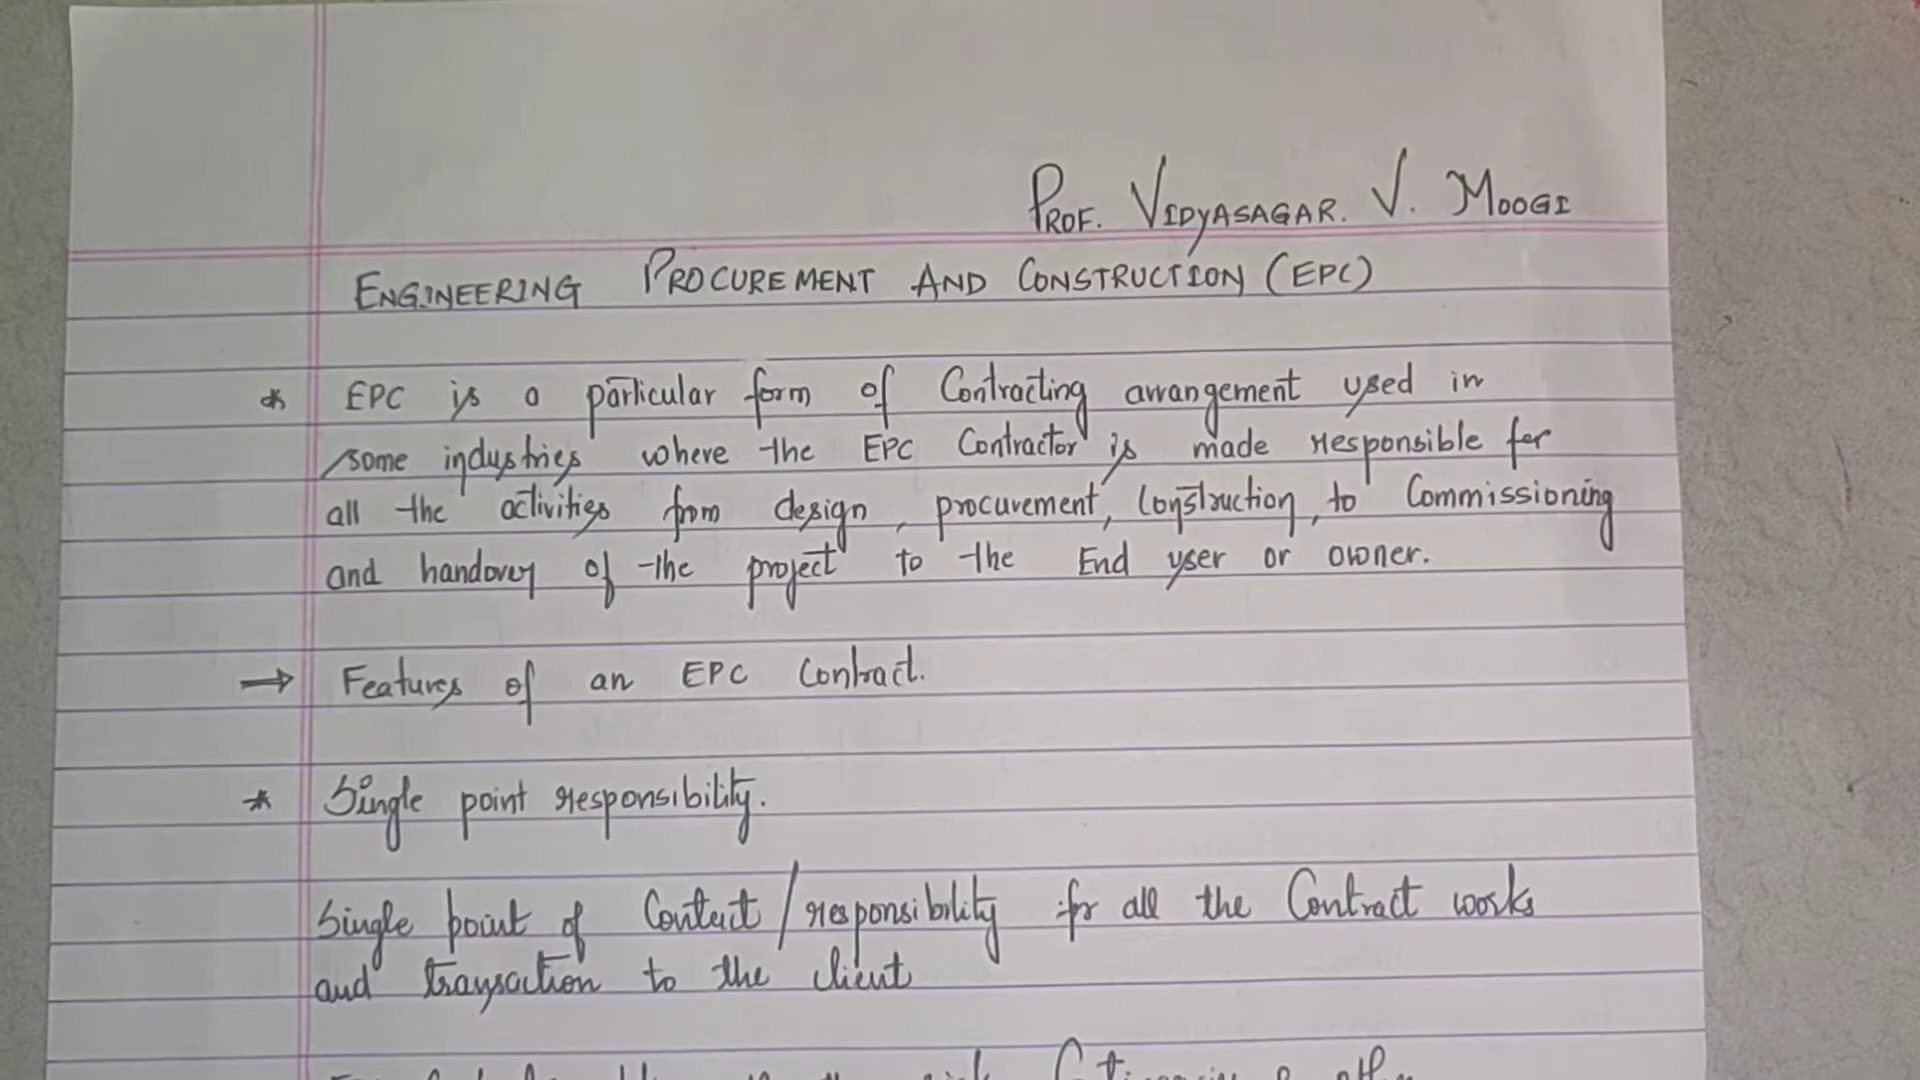 PROF. VIDYASAGAR. V. MOOGI
ENGINEERING PROCUREMENT AND CONSTRUCTION (EPC)
* EPC is a particular form of Contracting arrangement used in
some industries where the EPC Contractor is made responsible for
all the activities from design, procurement, Construction, to Commissioning
and handover of the project to the End user or owner.
→ Features of an EPC Contract.
* Single point responsibility.
Single point of Contact / responsibility for all the Contract works
and transaction to the client